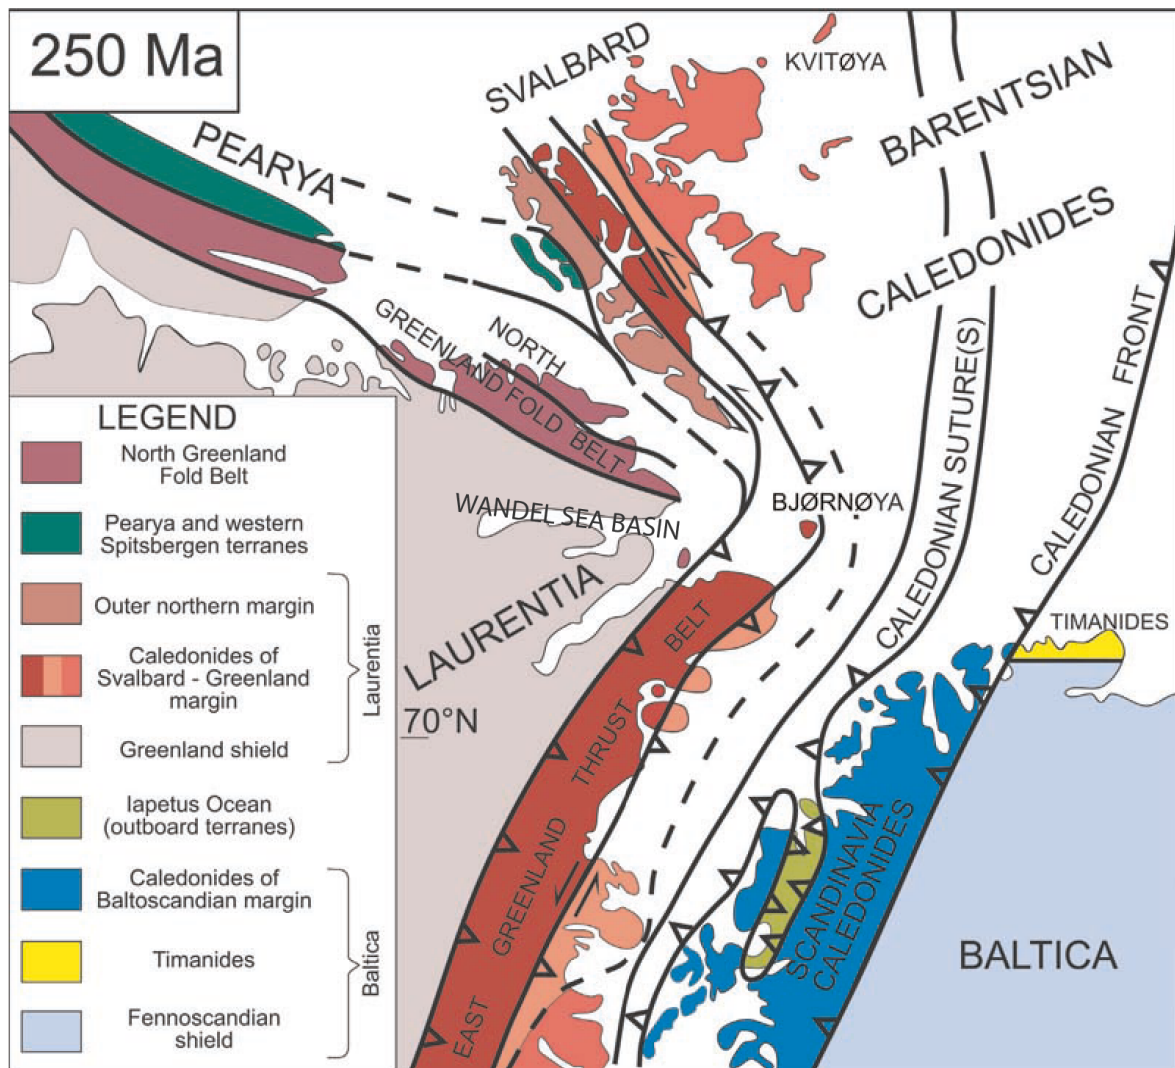 250 Ma
SVALBARD
KVITØYA
BARENTSIAN
CALEDONIDES
PEARYA
NORTH
GREENLAND FOLD BELT
WANDEL SEA BASIN
LAURENTIA
70°N
BJØRNØYA
CALEDONIAN SUTURE(S)
CALEDONIAN FRONT
TIMANIDES
EAST GREENLAND THRUST BELT
SCANDINAVIA
CALEDONIDES
BALTICA
LEGEND
North Greenland
Fold Belt
Pearya and western
Spitsbergen terranes
Outer northern margin
Caledonides of
Svalbard - Greenland
margin
Greenland shield
Laurentia
Iapetus Ocean
(outboard terranes)
Caledonides of
Baltoscandian margin
Timanides
Fennoscandian
shield
Baltica